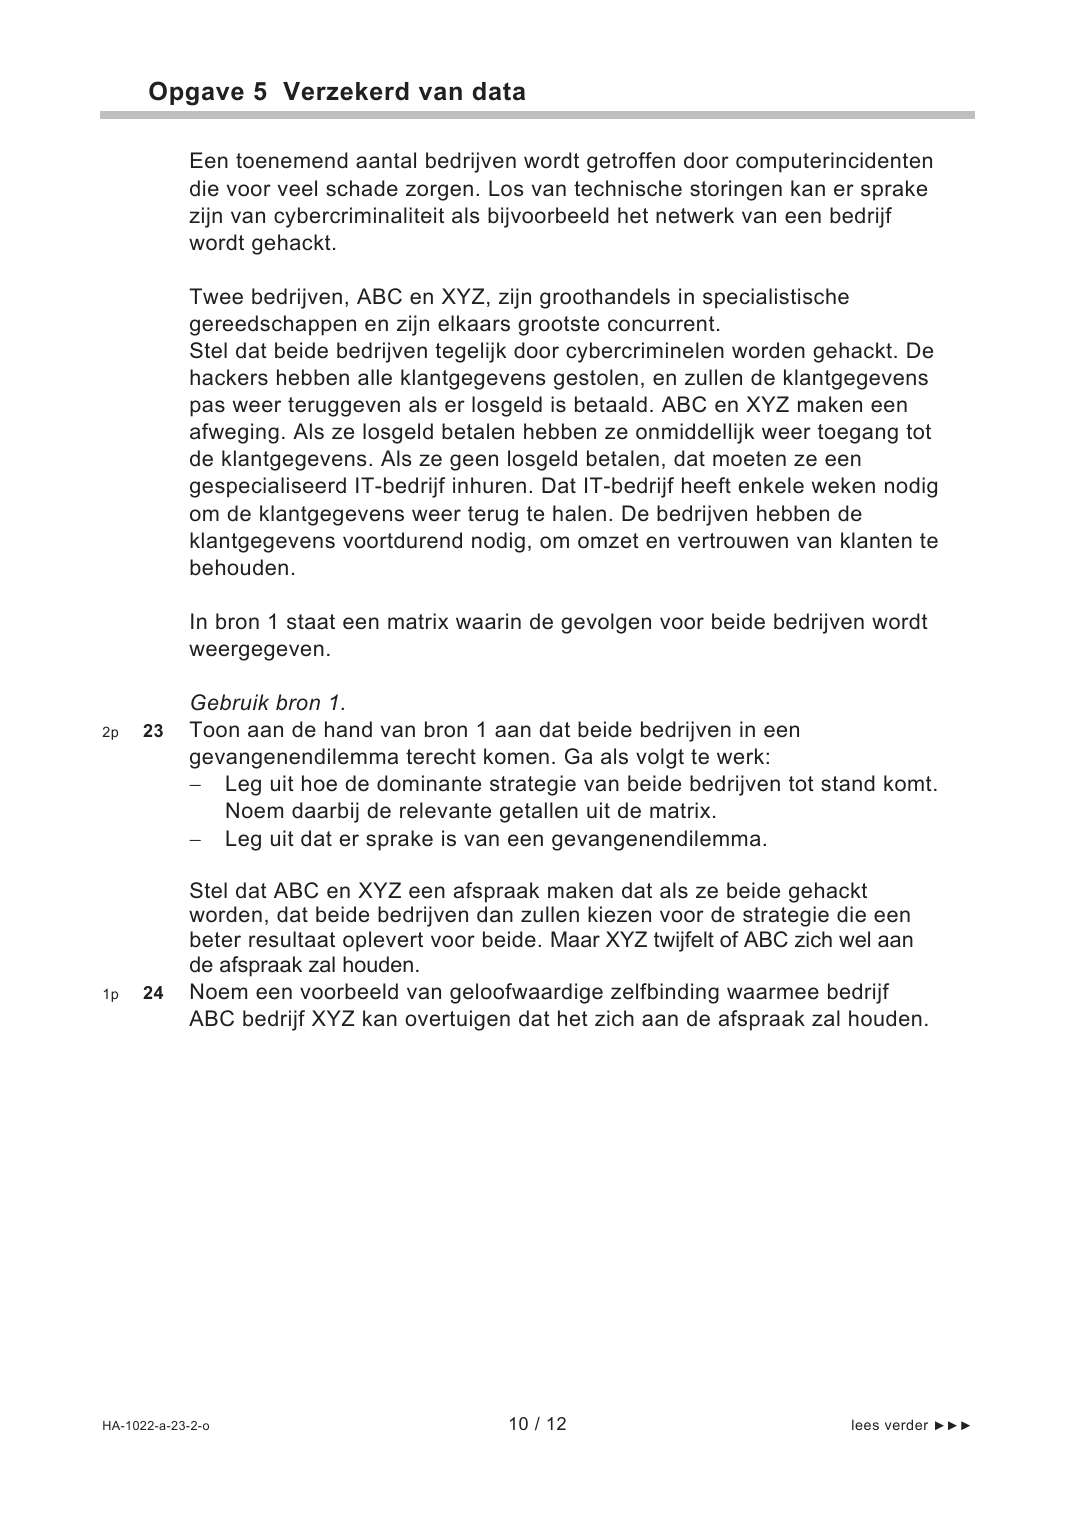 Opgave 5 Verzekerd van data
Een toenemend aantal bedrijven wordt getroffen door computerincidenten
die voor veel schade zorgen. Los van technische storingen kan er sprake
zijn van cybercriminaliteit als bijvoorbeeld het netwerk van een bedrijf
wordt gehackt.
Twee bedrijven, ABC en XYZ, zijn groothandels in specialistische
gereedschappen en zijn elkaars grootste concurrent.
Stel dat beide bedrijven tegelijk door cybercriminelen worden gehackt. De
hackers hebben alle klantgegevens gestolen, en zullen de klantgegevens
pas weer teruggeven als er losgeld is betaald. ABC en XYZ maken een
afweging. Als ze losgeld betalen hebben ze onmiddellijk weer toegang tot
de klantgegevens. Als ze geen losgeld betalen, dat moeten ze een
gespecialiseerd IT-bedrijf inhuren. Dat IT-bedrijf heeft enkele weken nodig
om de klantgegevens weer terug te halen. De bedrijven hebben de
klantgegevens voortdurend nodig, om omzet en vertrouwen van klanten te
behouden.
In bron 1 staat een matrix waarin de gevolgen voor beide bedrijven wordt
weergegeven.
Gebruik bron 1.
2p 23 Toon aan de hand van bron 1 aan dat beide bedrijven in een
gevangenendilemma terecht komen. Ga als volgt te werk:
– Leg uit hoe de dominante strategie van beide bedrijven tot stand komt.
Noem daarbij de relevante getallen uit de matrix.
– Leg uit dat er sprake is van een gevangenendilemma.
Stel dat ABC en XYZ een afspraak maken dat als ze beide gehackt
worden, dat beide bedrijven dan zullen kiezen voor de strategie die een
beter resultaat oplevert voor beide. Maar XYZ twijfelt of ABC zich wel aan
de afspraak zal houden.
1p 24 Noem een voorbeeld van geloofwaardige zelfbinding waarmee bedrijf
ABC bedrijf XYZ kan overtuigen dat het zich aan de afspraak zal houden.
HA-1022-a-23-2-o 10 / 12 lees verder ►►►